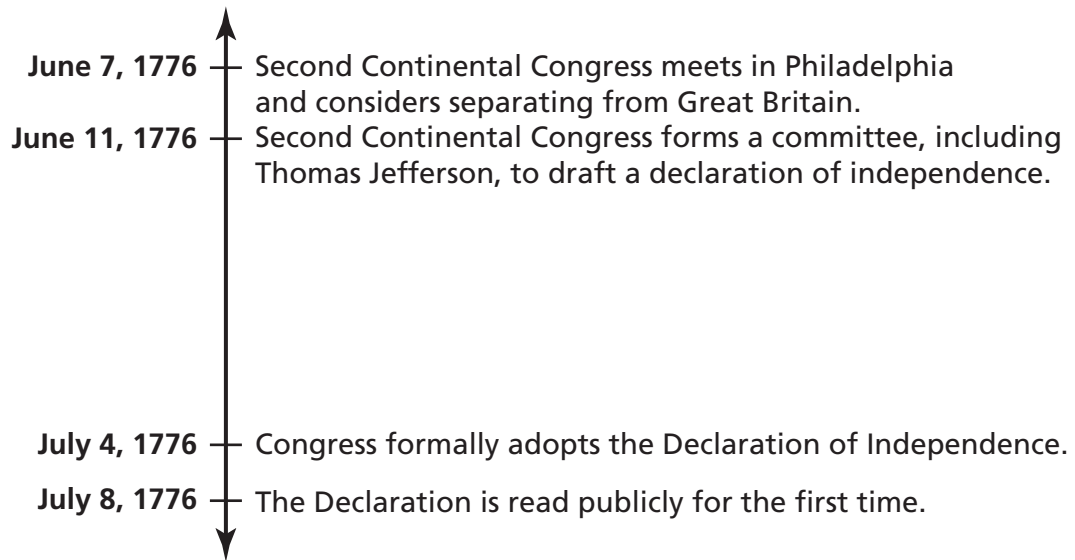 June 7, 1776 Second Continental Congress meets in Philadelphia
and considers separating from Great Britain.
June 11, 1776 Second Continental Congress forms a committee, including
Thomas Jefferson, to draft a declaration of independence.
July 4, 1776 Congress formally adopts the Declaration of Independence.
July 8, 1776 The Declaration is read publicly for the first time.